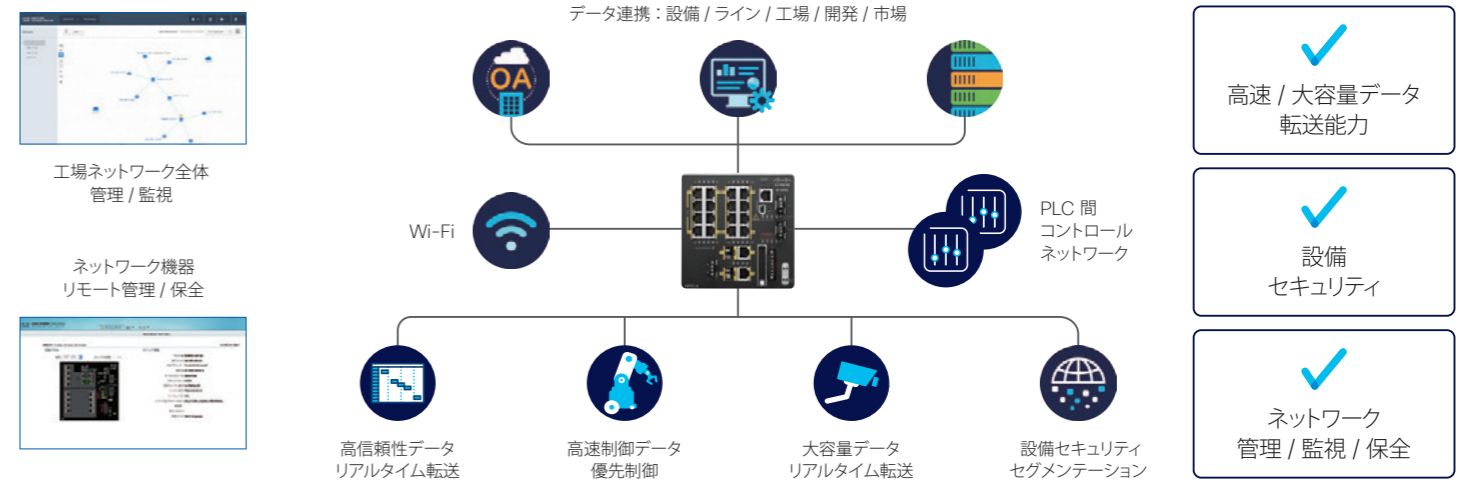 データ連携：設備 / ライン / 工場 / 開発 / 市場
工場ネットワーク全体
管理 / 監視
ネットワーク機器
リモート管理 / 保全
OA
Wi-Fi
PLC 間
コントロール
ネットワーク
高信頼性データ
リアルタイム転送
高速制御データ
優先制御
大容量データ
リアルタイム転送
設備セキュリティ
セグメンテーション
高速 / 大容量データ
転送能力
設備
セキュリティ
ネットワーク
管理 / 監視 / 保全